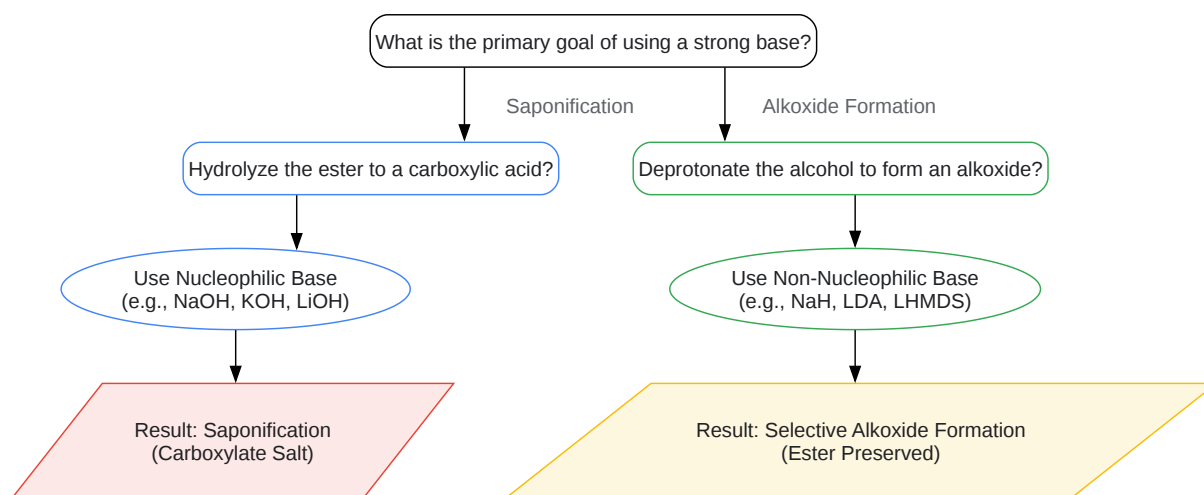 What is the primary goal of using a strong base?
Saponification
Alkoxide Formation
Hydrolyze the ester to a carboxylic acid?
Deprotonate the alcohol to form an alkoxide?
Use Nucleophilic Base
(e.g., NaOH, KOH, LiOH)
Use Non-Nucleophilic Base
(e.g., NaH, LDA, LHMDS)
Result: Saponification
(Carboxylate Salt)
Result: Selective Alkoxide Formation
(Ester Preserved)